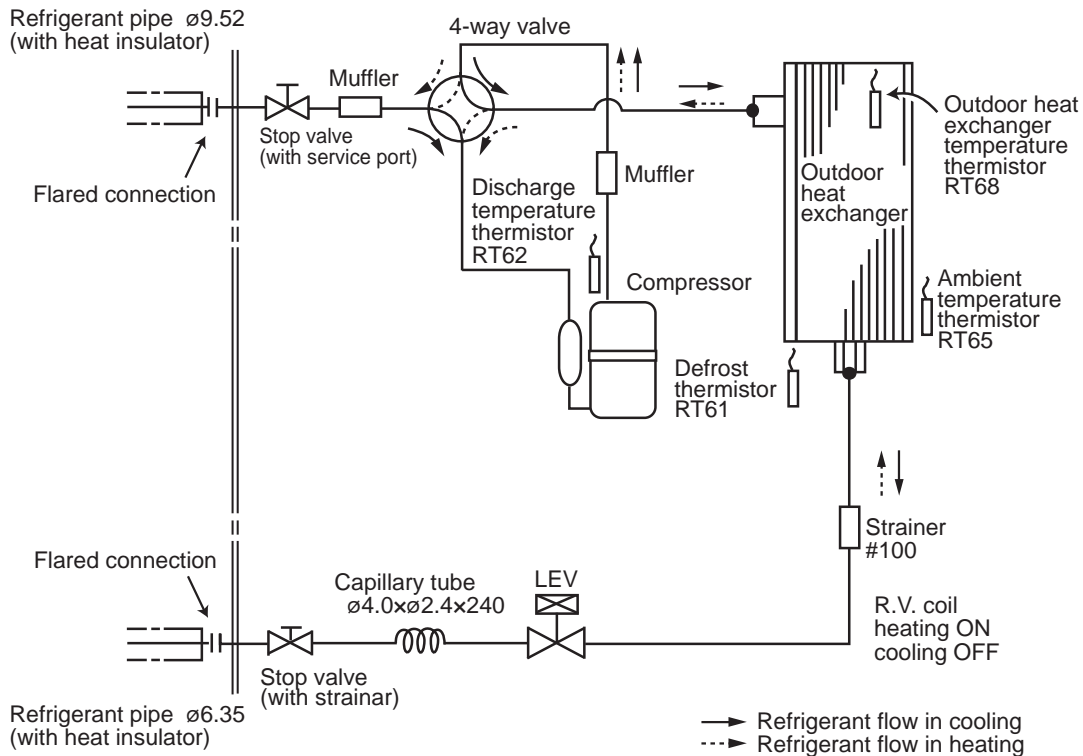 Refrigerant pipe ø9.52
(with heat insulator)
4-way valve
Muffler
Stop valve
(with service port)
Flared connection
Discharge
temperature
thermistor
RT62
Muffler
Compressor
Outdoor
heat
exchanger
Outdoor heat
exchanger
temperature
thermistor
RT68
Ambient
temperature
thermistor
RT65
Defrost
thermistor
RT61
Strainer
#100
Flared connection
Capillary tube
ø4.0×ø2.4×240
LEV
R.V. coil
heating ON
cooling OFF
Stop valve
(with strainar)
Refrigerant pipe ø6.35
(with heat insulator)
Refrigerant flow in cooling
Refrigerant flow in heating